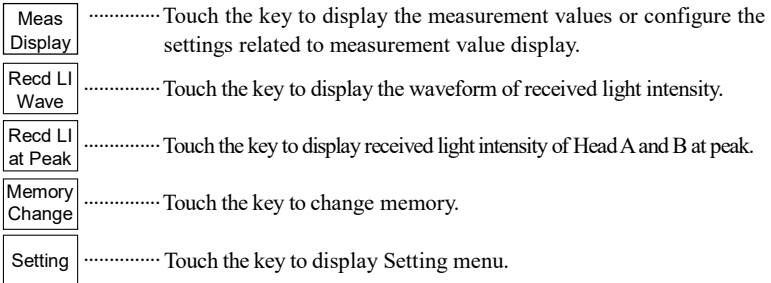 Meas
Display
··············· Touch the key to display the measurement values or configure the
settings related to measurement value display.
Recd LI
Wave
··············· Touch the key to display the waveform of received light intensity.
Recd LI
at Peak
··············· Touch the key to display received light intensity of Head A and B at peak.
Memory
Change
··············· Touch the key to change memory.
Setting ··············· Touch the key to display Setting menu.